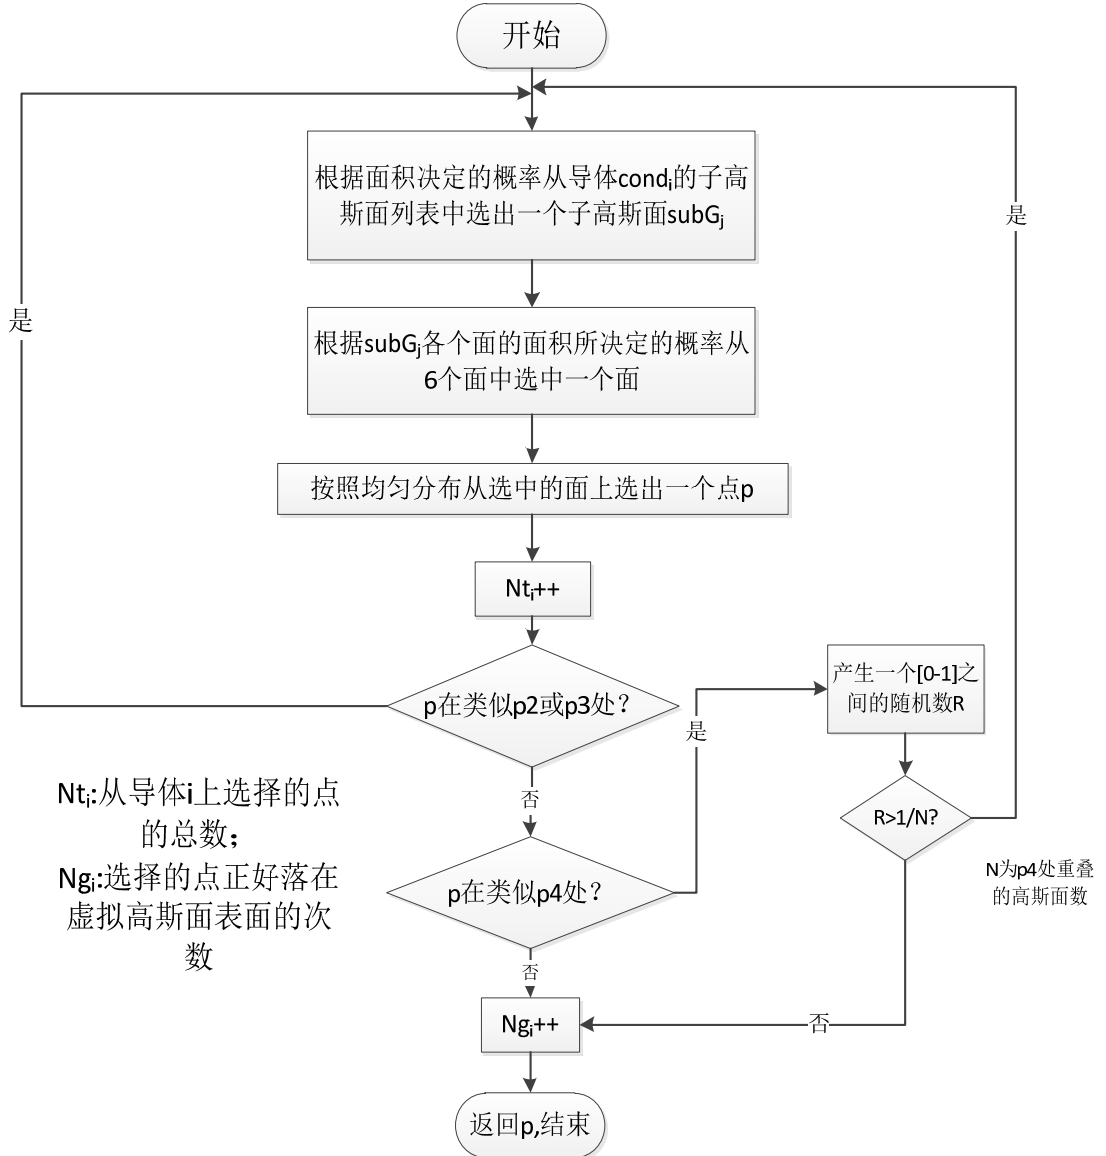 开始
根据面积决定的概率从导体condᵢ的子高
斯面列表中选出一个子高斯面subGⱼ
是
是
根据subGⱼ各个面的面积所决定的概率从
6个面中选中一个面
按照均匀分布从选中的面上选出一个点p
Ntᵢ++
p在类似p2或p3处?
产生一个[0-1]之
间的随机数R
是
否
R>1/N?
Ntᵢ:从导体i上选择的点
的总数；
Ngᵢ:选择的点正好落在
虚拟高斯面表面的次
数
p在类似p4处?
N为p4处重叠
的高斯面数
否
Ngᵢ++
否
返回p,结束